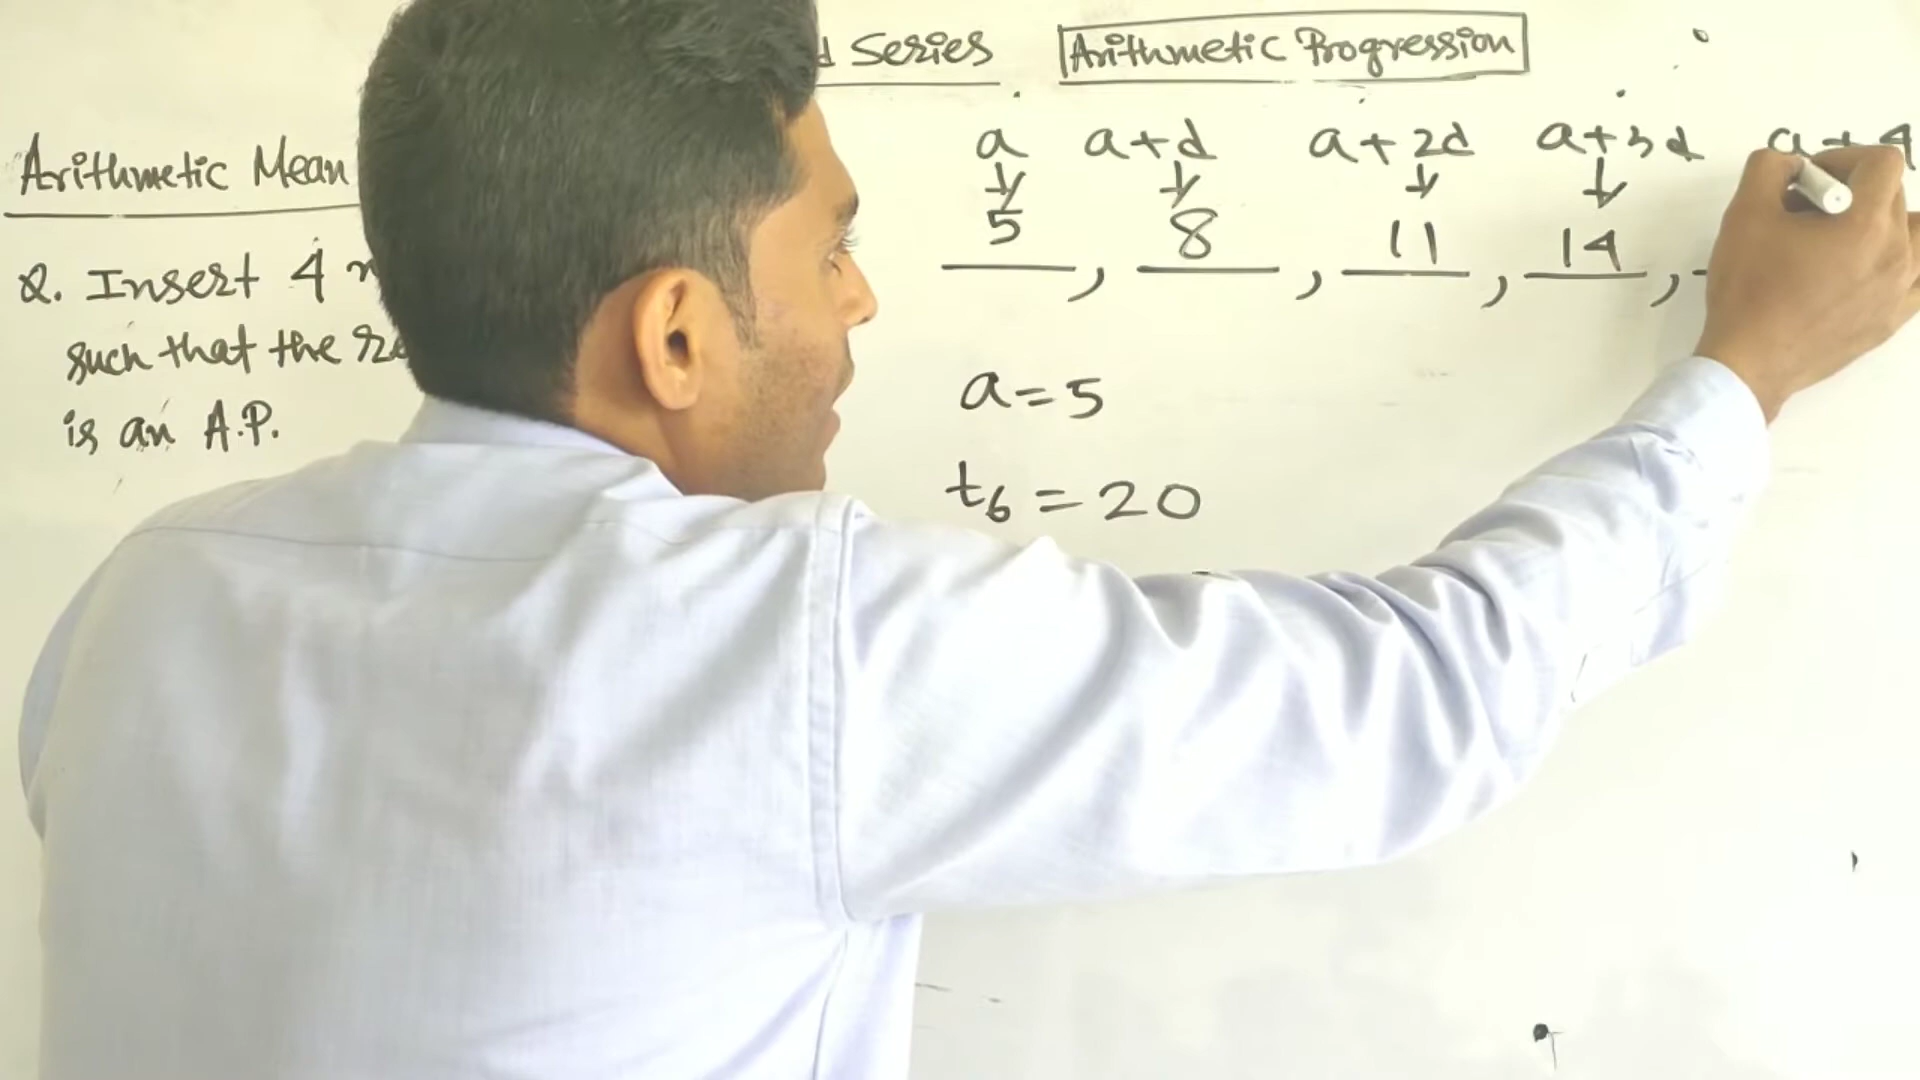 Series Arithmetic Progression
Arithmetic Mean
Q. Insert 4
such that the
is an A.P.
a a+d a+2d a+3d a+4
5, 8, 11, 14,
a=5
t6 = 20